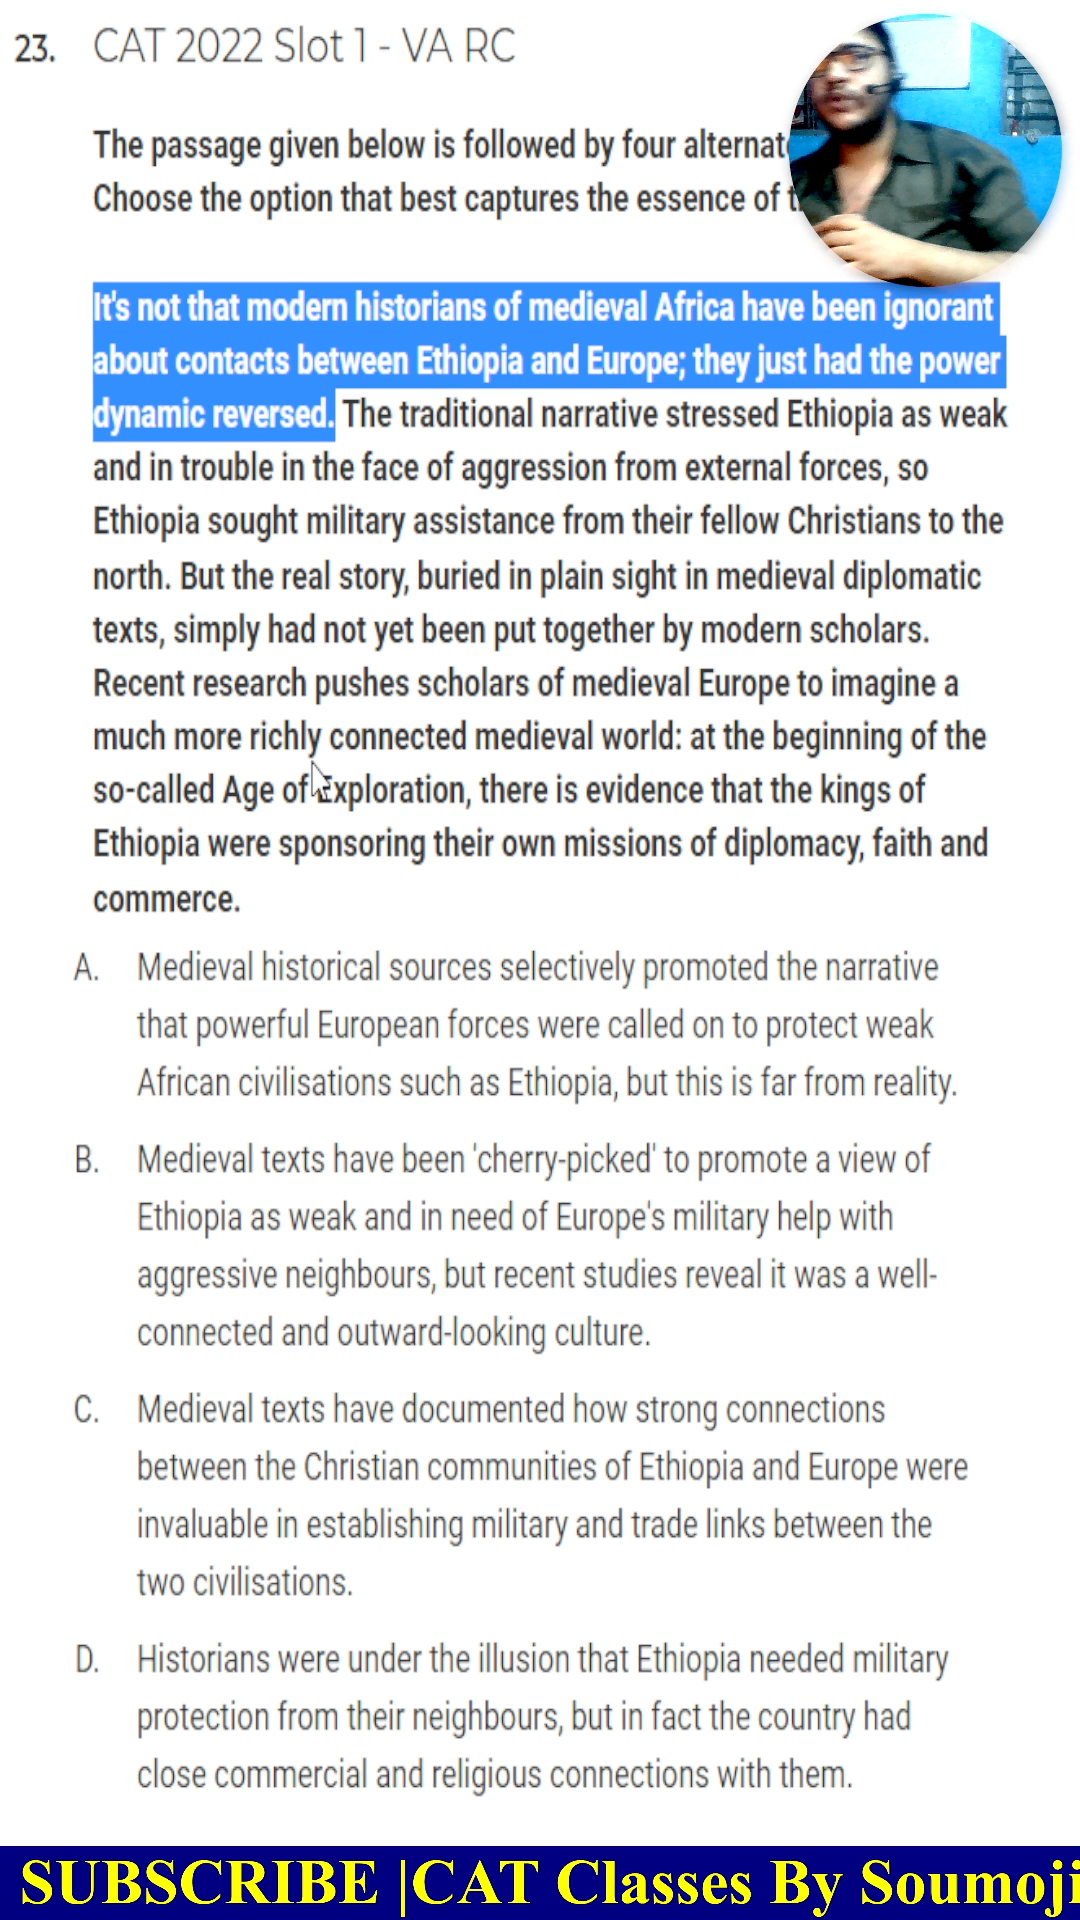 23. CAT 2022 Slot 1 - VA RC
The passage given below is followed by four
Choose the option that best captures the essence of
It's not that modern historians of medieval Africa have been ignorant
about contacts between Ethiopia and Europe; they just had the power
dynamic reversed. The traditional narrative stressed Ethiopia as weak
and in trouble in the face of aggression from external forces, so
Ethiopia sought military assistance from their fellow Christians to the
north. But the real story, buried in plain sight in medieval diplomatic
texts, simply had not yet been put together by modern scholars.
Recent research pushes scholars of medieval Europe to imagine a
much more richly connected medieval world: at the beginning of the
so-called Age of Exploration, there is evidence that the kings of
Ethiopia were sponsoring their own missions of diplomacy, faith and
commerce.
A. Medieval historical sources selectively promoted the narrative
that powerful European forces were called on to protect weak
African civilisations such as Ethiopia, but this is far from reality.
B. Medieval texts have been 'cherry-picked' to promote a view of
Ethiopia as weak and in need of Europe's military help with
aggressive neighbours, but recent studies reveal it was a well-
connected and outward-looking culture.
C. Medieval texts have documented how strong connections
between the Christian communities of Ethiopia and Europe were
invaluable in establishing military and trade links between the
two civilisations.
D. Historians were under the illusion that Ethiopia needed military
protection from their neighbours, but in fact the country had
close commercial and religious connections with them.
SUBSCRIBE |CAT Classes By Soumoji